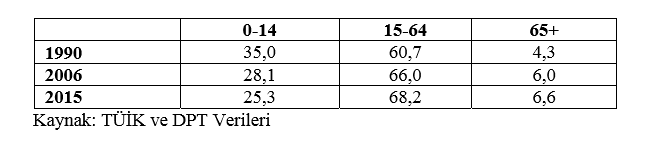 0-14 15-64 65+
1990 35,0 60,7 4,3
2006 28,1 66,0 6,0
2015 25,3 68,2 6,6
Kaynak: TÜİK ve DPT Verileri